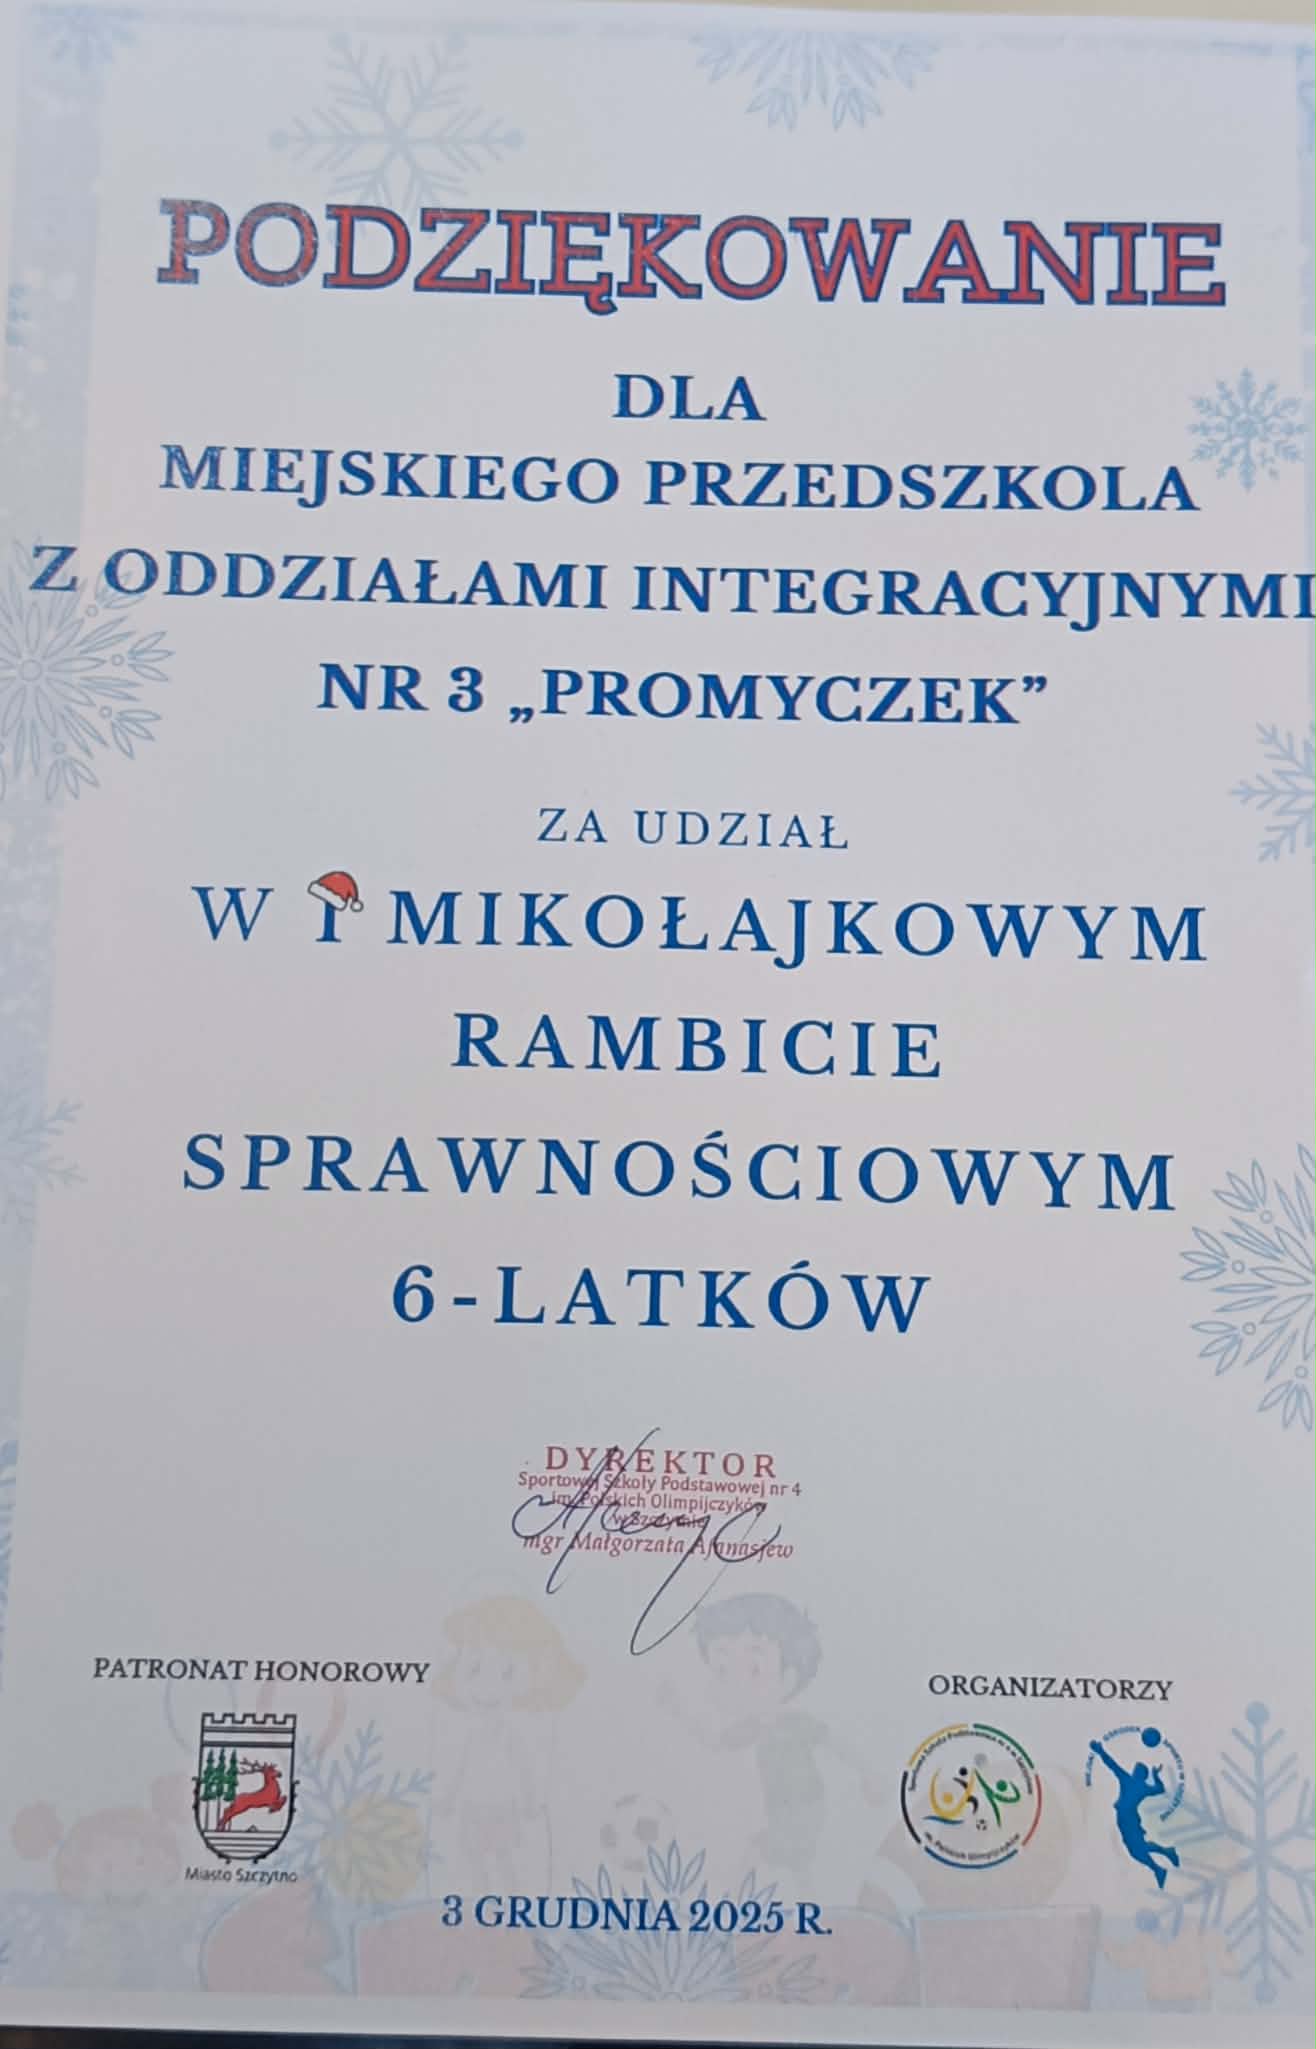 PODZIĘKOWANIE
DLA
MIEJSKIEGO PRZEDSZKOLA
Z ODDZIAŁAMI INTEGRACYJNYMI
NR 3 „PROMYCZEK”
ZA UDZIAŁ
W I MIKOŁAJKOWYM
RAMBICIE
SPRAWNOŚCIOWYM
6-LATKÓW
DYREKTOR
Sportowej Szkoły Podstawowej nr 4
im. Polskich Olimpijczyków
w Szczytnie
mgr Małgorzata Afanasjew
PATRONAT HONOROWY
Miasto Szczytno
ORGANIZATORZY
3 GRUDNIA 2025 R.